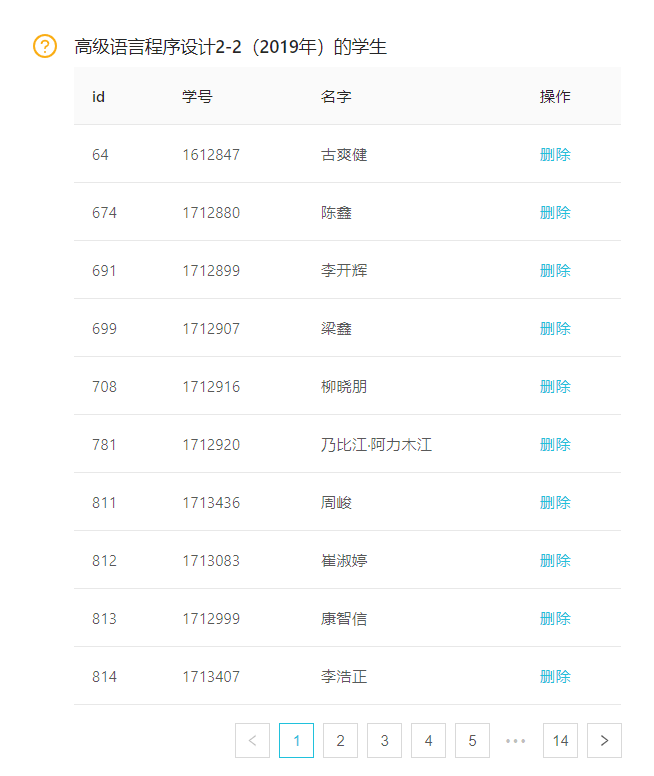 高级语言程序设计2-2（2019年）的学生
id 学号 名字 操作
64 1612847 古爽健 删除
674 1712880 陈鑫 删除
691 1712899 李开辉 删除
699 1712907 梁鑫 删除
708 1712916 柳晓朋 删除
781 1712920 乃比江·阿力木江 删除
811 1713436 周峻 删除
812 1713083 崔淑婷 删除
813 1712999 康智信 删除
814 1713407 李浩正 删除
< 1 2 3 4 5 ••• 14 >